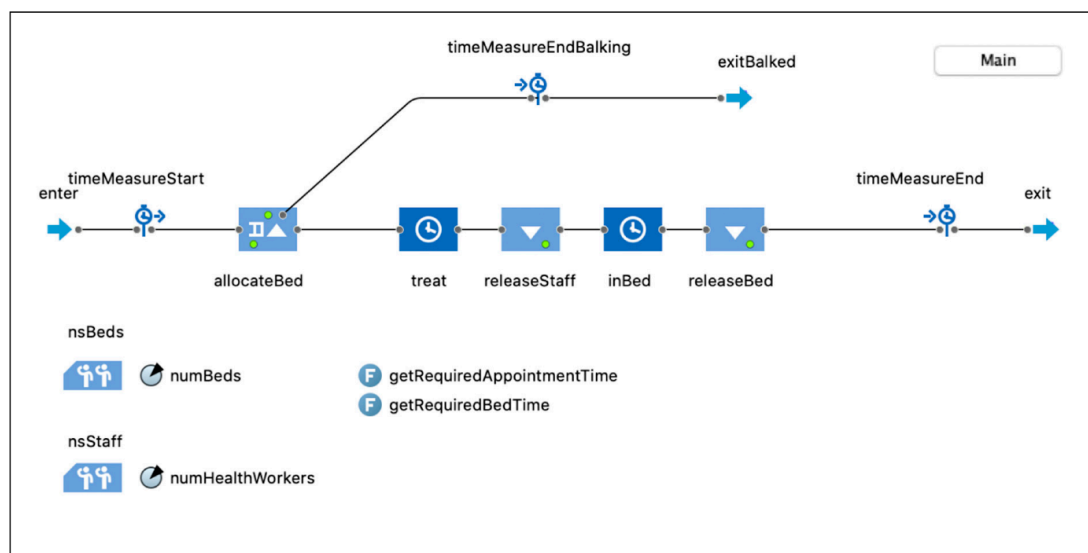 timeMeasureEndBalking
exitBalked
Main
timeMeasureStart
enter
timeMeasureEnd
exit
allocateBed
treat
releaseStaff
inBed
releaseBed
nsBeds
numBeds
F getRequiredAppointmentTime
F getRequiredBedTime
nsStaff
numHealthWorkers